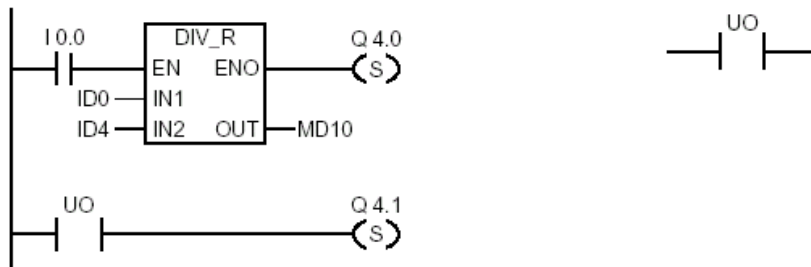 I 0.0 DIV_R Q 4.0 UO
EN ENO S
ID0 IN1
ID4 IN2 OUT MD10
UO Q 4.1
S